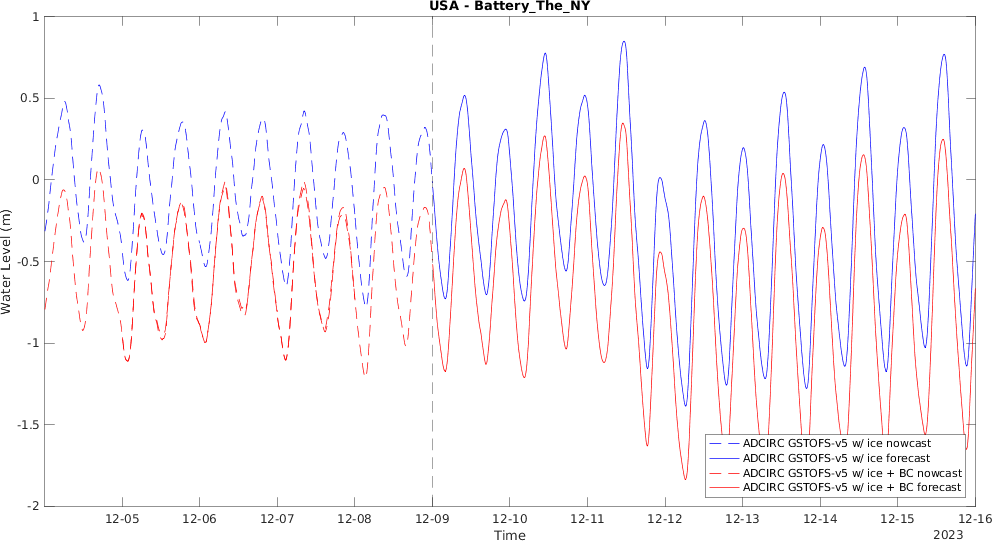 USA - Battery_The_NY
1
0.5
0
-0.5
-1
-1.5
-2
Water Level (m)
ADCIRC GSTOFS-v5 w/ ice nowcast
ADCIRC GSTOFS-v5 w/ ice forecast
ADCIRC GSTOFS-v5 w/ ice + BC nowcast
ADCIRC GSTOFS-v5 w/ ice + BC forecast
12-05 12-06 12-07 12-08 12-09 12-10 12-11 12-12 12-13 12-14 12-15 12-16
Time
2023